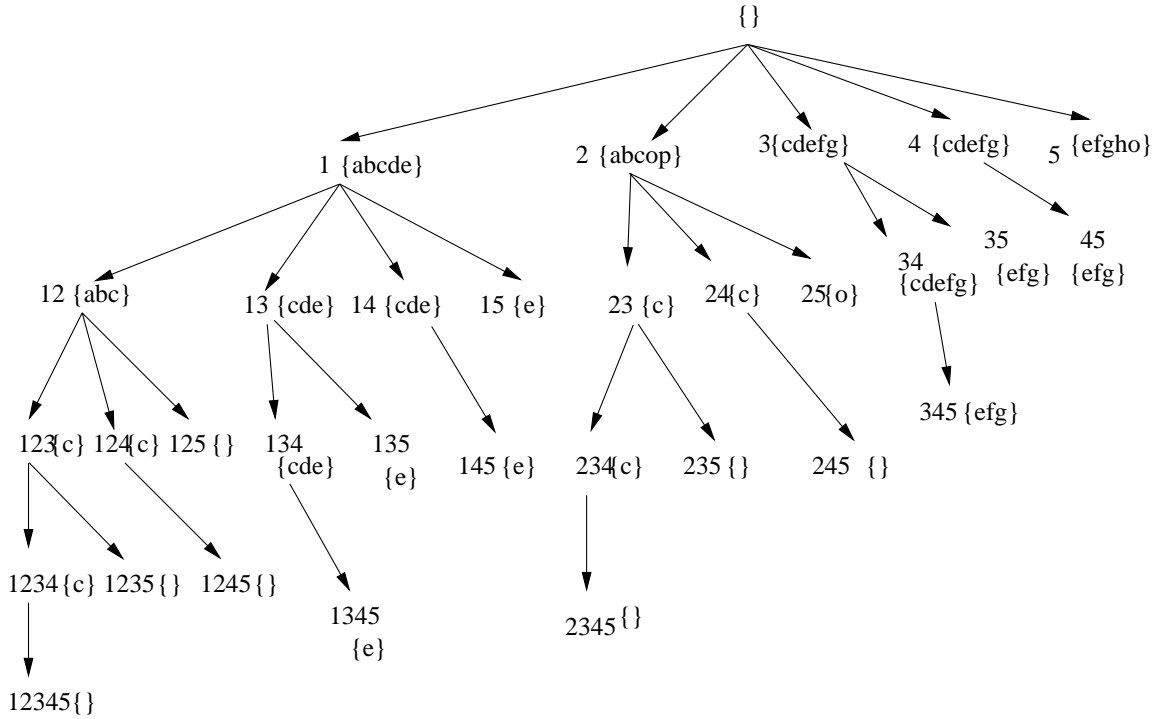 {}
1 {abcde}
2 {abcop}
3{cdefg}
4 {cdefg}
5 {efgho}
12 {abc}
13 {cde}
14 {cde}
15 {e}
23 {c}
24{c}
25{o}
34
{cdefg}
35
{efg}
45
{efg}
123{c}
124{c}
125 {}
134
{cde}
135
{e}
145 {e}
234{c}
235 {}
245 {}
345 {efg}
1234 {c}
1235 {}
1245 {}
1345
{e}
2345 {}
12345 {}